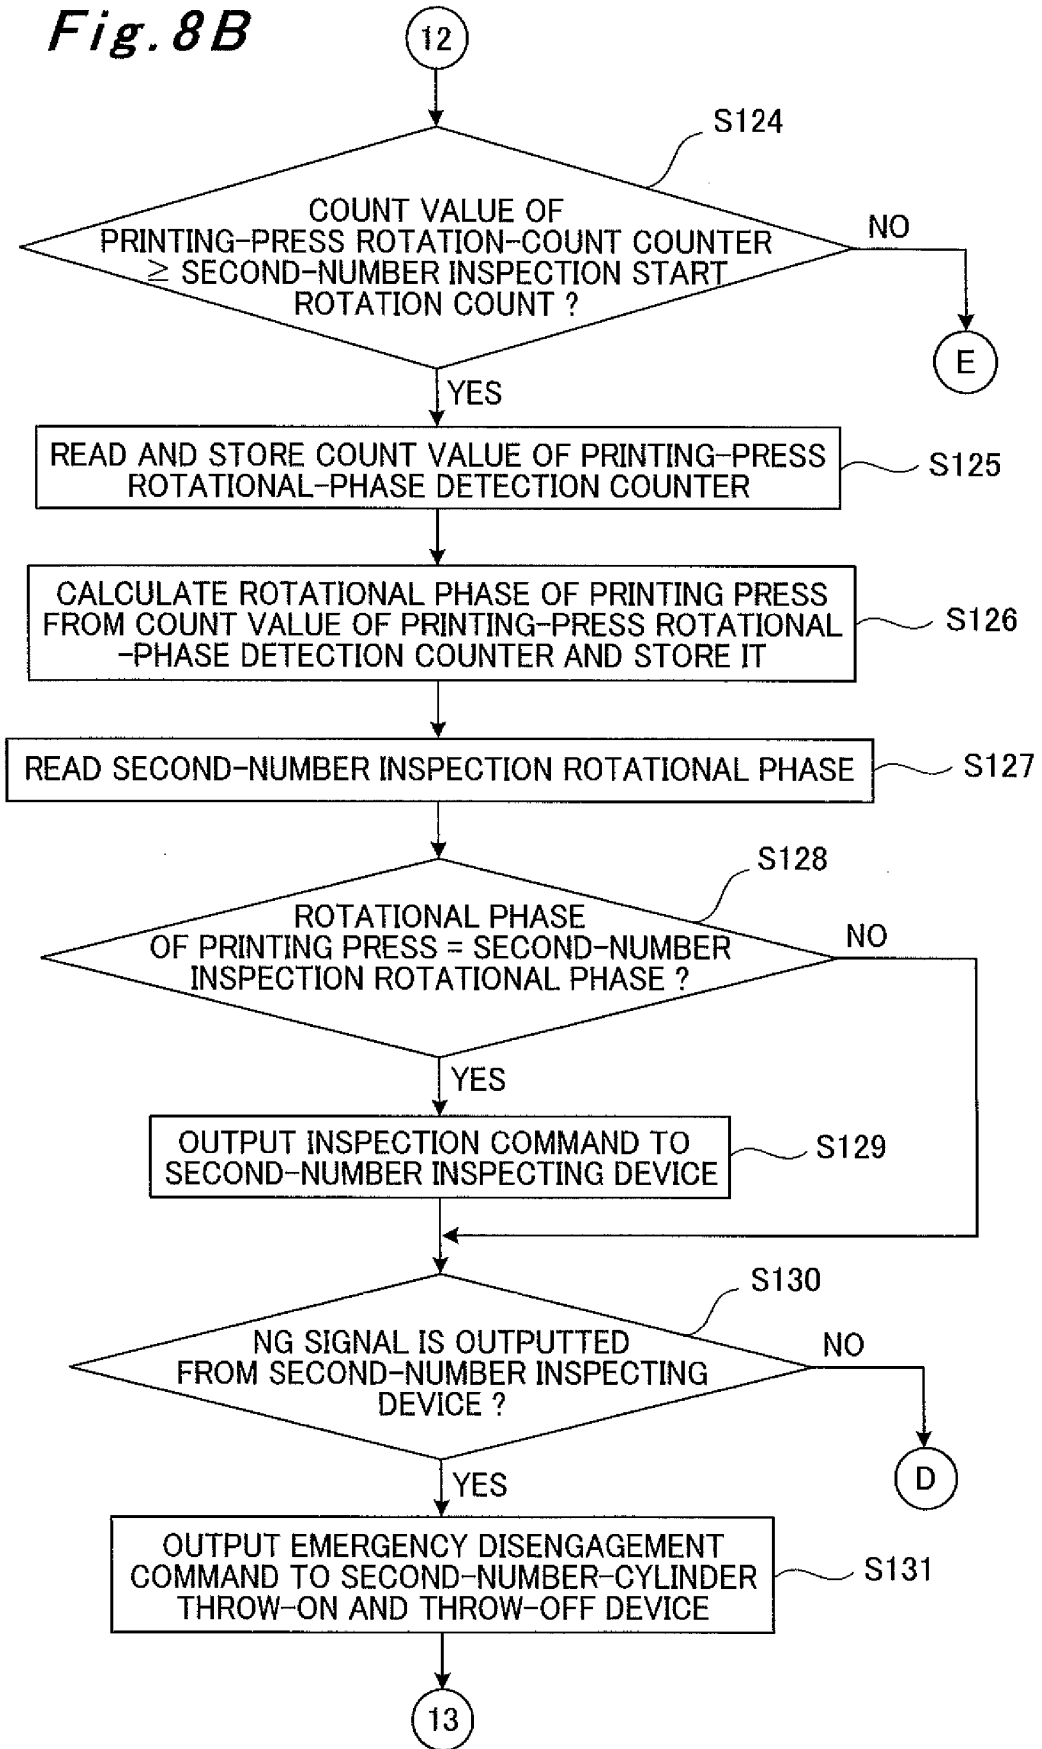 Fig.8B
12
S124
COUNT VALUE OF
PRINTING-PRESS ROTATION-COUNT COUNTER
≧ SECOND-NUMBER INSPECTION START
ROTATION COUNT ?
NO
E
YES
READ AND STORE COUNT VALUE OF PRINTING-PRESS
ROTATIONAL-PHASE DETECTION COUNTER
S125
CALCULATE ROTATIONAL PHASE OF PRINTING PRESS
FROM COUNT VALUE OF PRINTING-PRESS ROTATIONAL
-PHASE DETECTION COUNTER AND STORE IT
S126
READ SECOND-NUMBER INSPECTION ROTATIONAL PHASE
S127
S128
ROTATIONAL PHASE
OF PRINTING PRESS = SECOND-NUMBER
INSPECTION ROTATIONAL PHASE ?
NO
YES
OUTPUT INSPECTION COMMAND TO
SECOND-NUMBER INSPECTING DEVICE
S129
S130
NG SIGNAL IS OUTPUTTED
FROM SECOND-NUMBER INSPECTING
DEVICE ?
NO
D
YES
OUTPUT EMERGENCY DISENGAGEMENT
COMMAND TO SECOND-NUMBER-CYLINDER
THROW-ON AND THROW-OFF DEVICE
S131
13